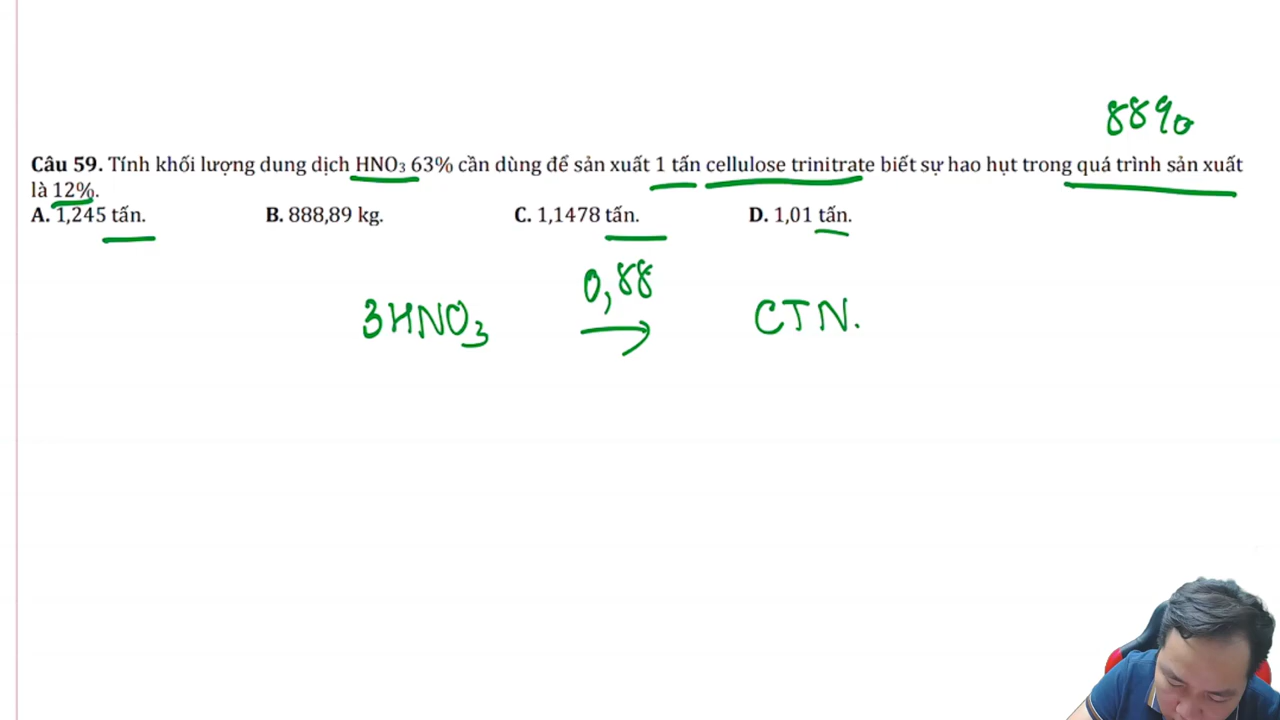 88%
Câu 59. Tính khối lượng dung dịch HNO₃ 63% cần dùng để sản xuất 1 tấn cellulose trinitrate biết sự hao hụt trong quá trình sản xuất
là 12%.
A. 1,245 tấn. B. 888,89 kg. C. 1,1478 tấn. D. 1,01 tấn.
3HNO₃ 0,88 → CTN.